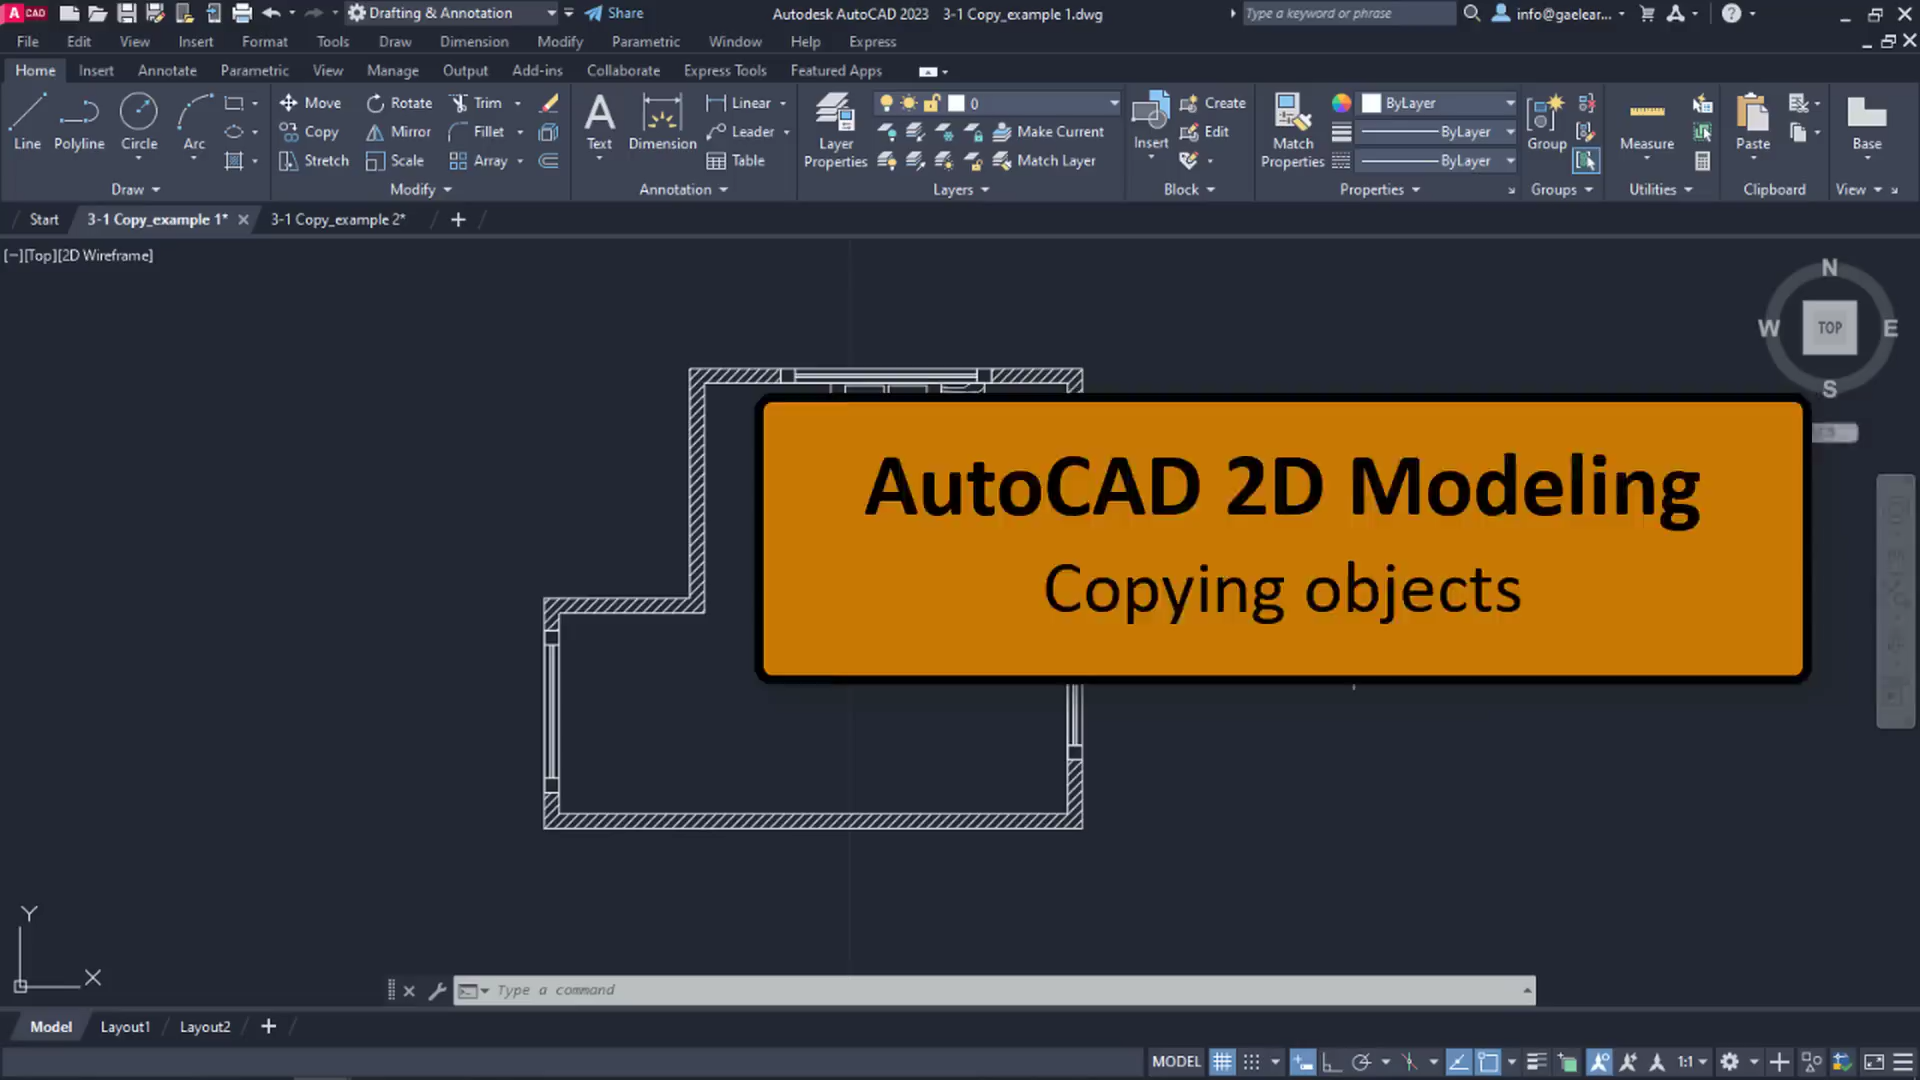 A CAD
Drafting & Annotation
Share
Autodesk AutoCAD 2023 3-1 Copy_example 1.dwg
Type a keyword or phrase
info@gaelear...
File Edit View Insert Format Tools Draw Dimension Modify Parametric Window Help Express
Home Insert Annotate Parametric View Manage Output Add-ins Collaborate Express Tools Featured Apps
Line
Polyline
Circle
Arc
Draw
Move
Rotate
Trim
Copy
Mirror
Fillet
Stretch
Scale
Array
Modify
Text
Dimension
Linear
Leader
Table
Annotation
Layer
Properties
0
Make Current
Match Layer
Layers
Insert
Create
Edit
Block
Match
Properties
ByLayer
ByLayer
ByLayer
Properties
Group
Groups
Measure
Utilities
Paste
Clipboard
Base
View
Start 3-1 Copy_example 1* 3-1 Copy_example 2*
[−][Top][2D Wireframe]
N
W TOP E
S
AutoCAD 2D Modeling
Copying objects
Y
X
Type a command
Model Layout1 Layout2
MODEL
1:1